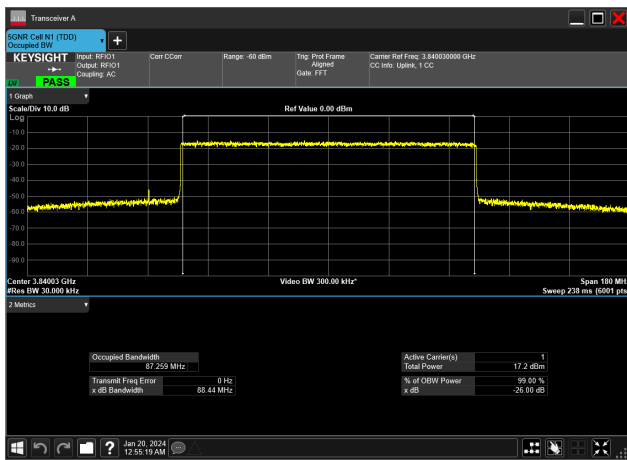 Transceiver A
5GNR Cell N1 (TDD)
Occupied BW
KEYSIGHT
LVI
PASS
Input: RFIO1
Output: RFIO1
Coupling: AC
Corr CCorr
Range: -60 dBm
Trig: Prot Frame
Aligned
Gate: FFT
Carrier Ref Freq: 3.840030000 GHz
CC Info: Uplink, 1 CC
1 Graph
Scale/Div 10.0 dB
Ref Value 0.00 dBm
Log
-10.0
-20.0
-30.0
-40.0
-50.0
-60.0
-70.0
-80.0
-90.0
Center 3.84003 GHz
Video BW 300.00 kHz*
Span 180 MH
#Res BW 30.000 kHz
Sweep 238 ms (6001 pts
2 Metrics
Occupied Bandwidth
87.259 MHz
Transmit Freq Error 0 Hz
x dB Bandwidth 88.44 MHz
Active Carrier(s) 1
Total Power 17.2 dBm
% of OBW Power 99.00 %
x dB -26.00 dB
Jan 20, 2024
12:55:19 AM